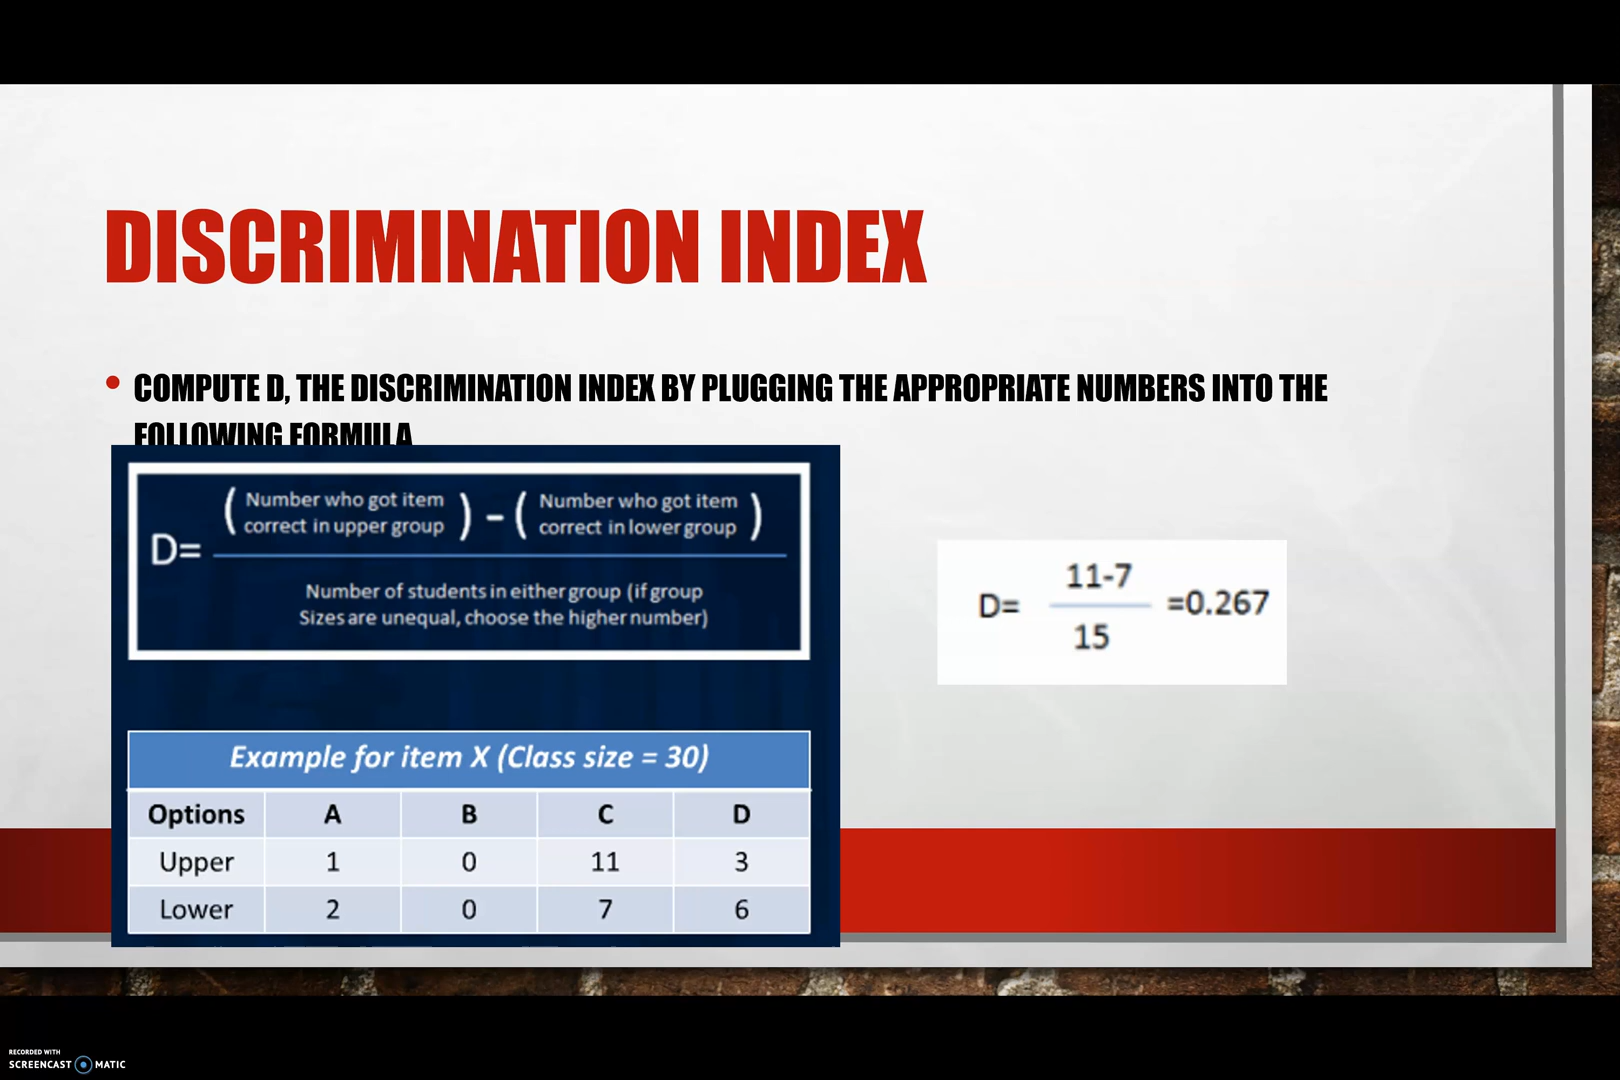 DISCRIMINATION INDEX
• COMPUTE D, THE DISCRIMINATION INDEX BY PLUGGING THE APPROPRIATE NUMBERS INTO THE
FOLLOWING FORMULA
D= (Number who got item correct in upper group) - (Number who got item correct in lower group)
Number of students in either group (if group
Sizes are unequal, choose the higher number)
D= 11-7 =0.267
15
Example for item X (Class size = 30)
Options A B C D
Upper 1 0 11 3
Lower 2 0 7 6
RECORDED WITH
SCREENCAST MATIC